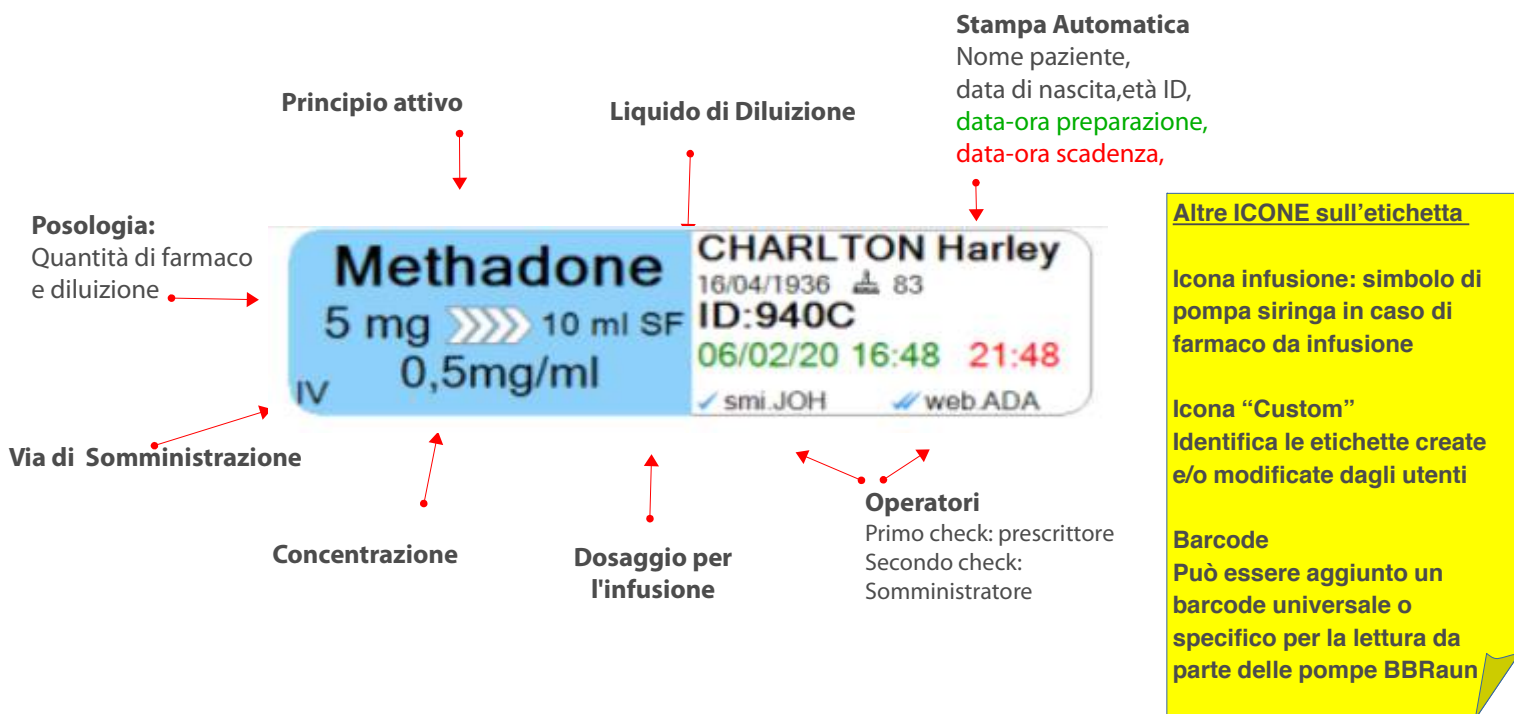 Stampa Automatica
Nome paziente,
data di nascita,età ID,
data-ora preparazione,
data-ora scadenza,
Principio attivo
Liquido di Diluizione
Posologia:
Quantità di farmaco
e diluizione
Methadone
5 mg 10 ml SF
0,5mg/ml
IV
CHARLTON Harley
16/04/1936 83
ID:940C
06/02/20 16:48 21:48
✓ smi.JOH web.ADA
Via di Somministrazione
Concentrazione
Dosaggio per
l'infusione
Operatori
Primo check: prescrittore
Secondo check:
Somministratore
Altre ICONE sull'etichetta
Icona infusione: simbolo di
pompa siringa in caso di
farmaco da infusione
Icona “Custom”
Identifica le etichette create
e/o modificate dagli utenti
Barcode
Può essere aggiunto un
barcode universale o
specifico per la lettura da
parte delle pompe BBRaun